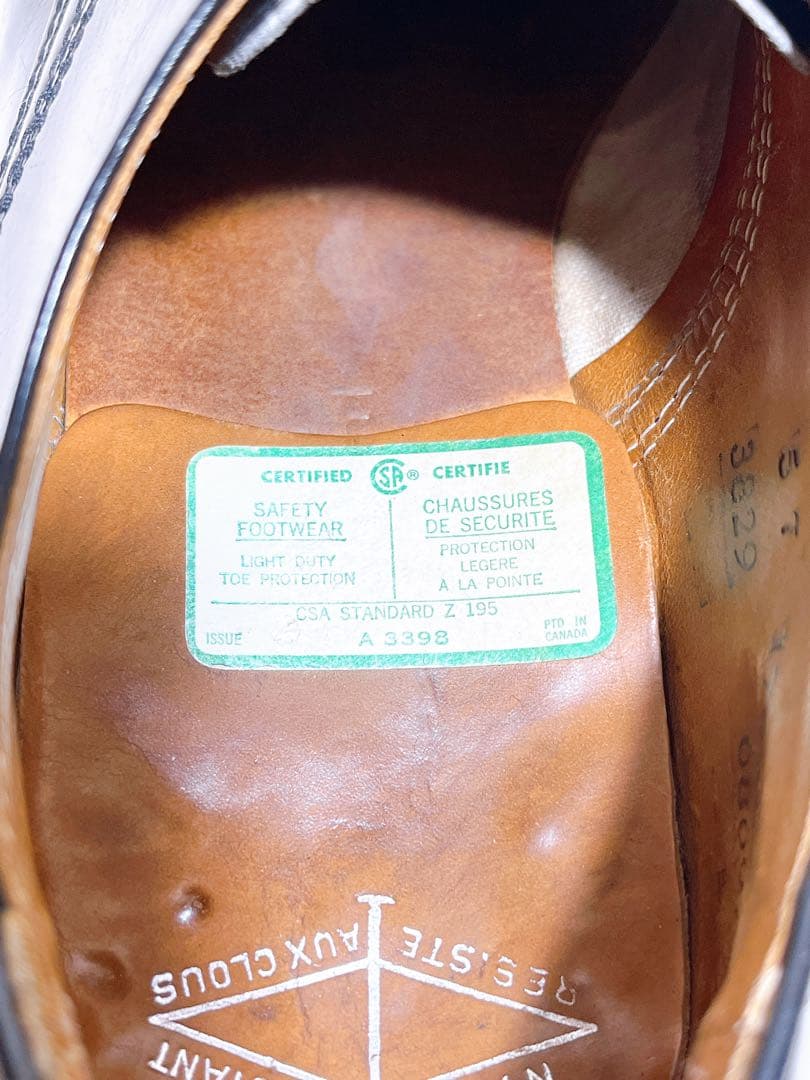 CERTIFIED CSA® CERTIFIE
SAFETY
FOOTWEAR
LIGHT DUTY
TOE PROTECTION
CHAUSSURES
DE SECURITE
PROTECTION
LEGERE
A LA POINTE
CSA STANDARD Z 195
ISSUE A 3398 PTD IN
CANADA
RESISTE AUX CLOUS
3829